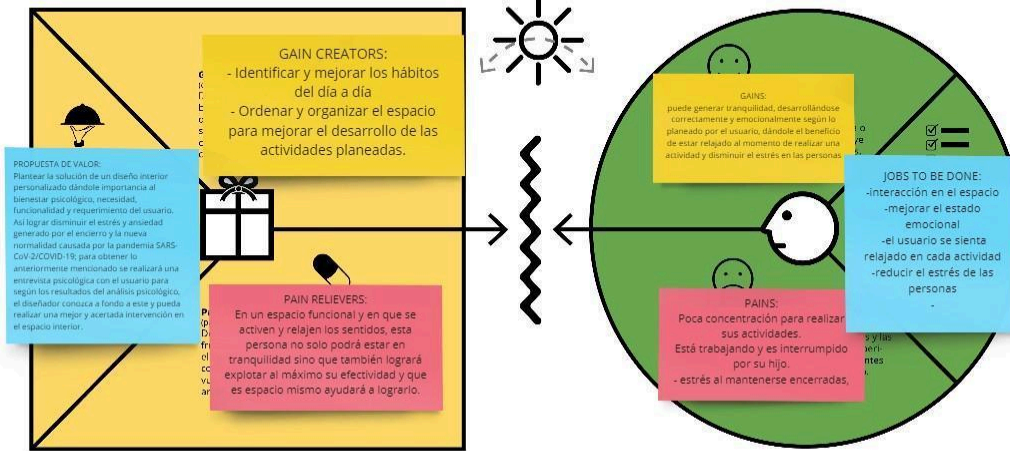 GAIN CREATORS:
- Identificar y mejorar los hábitos
del día a día
- Ordenar y organizar el espacio
para mejorar el desarrollo de las
actividades planeadas.
PROPUESTA DE VALOR:
Plantear la solución de un diseño interior
personalizado dándole importancia al
bienestar psicológico, necesidad,
funcionalidad y requerimiento del usuario.
Así lograr disminuir el estrés y ansiedad
generado por el encierro y la nueva
normalidad causada por la pandemia SARS-
CoV-2/COVID-19; para obtener lo
anteriormente mencionado se realizará una
entrevista psicológica con el usuario para
según los resultados del análisis psicológico,
el diseñador conozca a fondo a este y pueda
realizar una mejor y acertada intervención en
el espacio interior.
PAIN RELIEVERS:
En un espacio funcional y en que se
activen y relajen los sentidos, esta
persona no solo podrá estar en
tranquilidad sino que también logrará
explotar al máximo su efectividad y que
es espacio mismo ayudará a lograrlo.
GAINS:
puede generar tranquilidad, desarrollándose
correctamente y emocionalmente según lo
planeado por el usuario, dándole el beneficio
de estar relajado al momento de realizar una
actividad y disminuir el estrés en las personas
JOBS TO BE DONE:
-interacción en el espacio
-mejorar el estado
emocional
-el usuario se sienta
relajado en cada actividad
-reducir el estrés de las
personas
-
PAINS:
Poca concentración para realizar
sus actividades.
Está trabajando y es interrumpido
por su hijo.
- estrés al mantenerse encerradas,